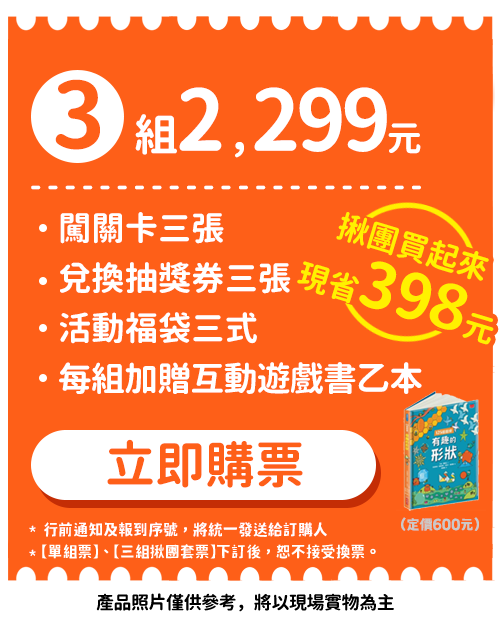 3組2,299元
・闖關卡三張
・兌換抽獎券三張
・活動福袋三式
・每組加贈互動遊戲書乙本
揪團買起來
現省398元
有趣的
形狀
立即購票
(定價600元)
* 行前通知及報到序號,將統一發送給訂購人
*【單組票】、【三組揪團套票】下訂後,恕不接受換票。
產品照片僅供參考,將以現場實物為主